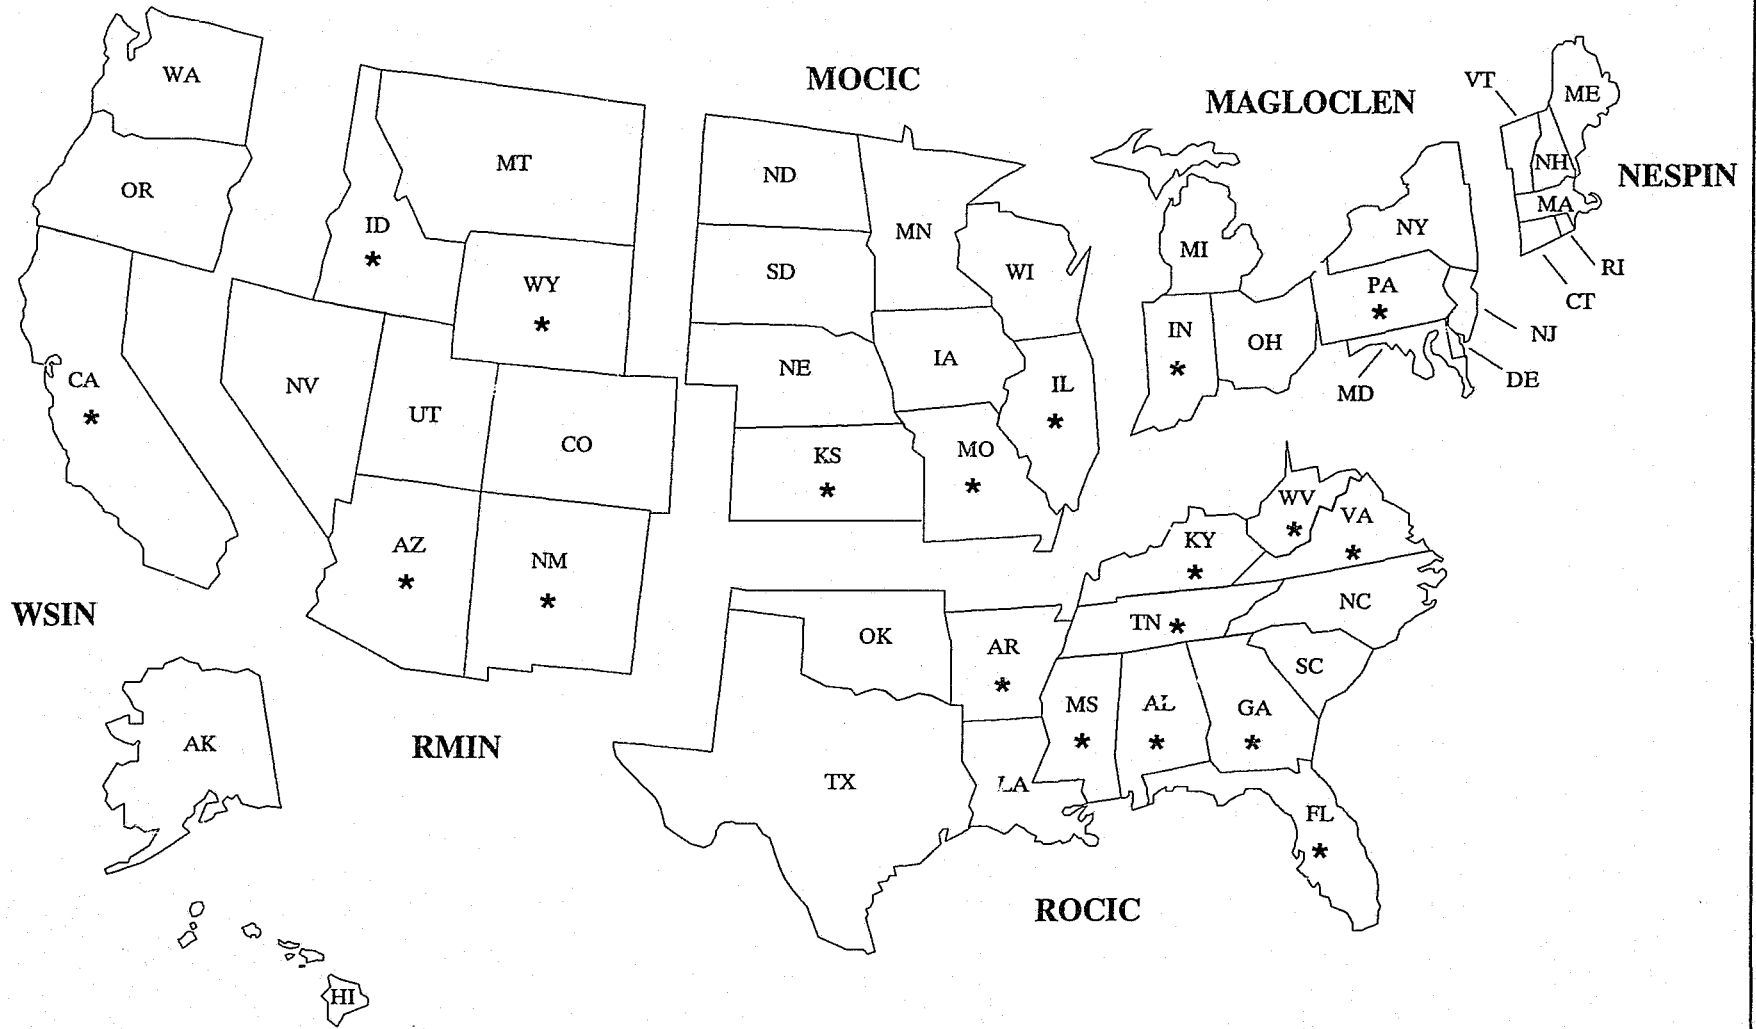 WA
OR
CA
*
WSIN
AK
HI
MT
ID
*
WY
*
NV
UT
CO
AZ
*
NM
*
RMIN
MOCIC
ND
MN
SD
WI
NE
IA
IL
*
KS
*
MO
*
MAGLOCLEN
MI
NY
PA
*
IN
*
OH
NJ
DE
MD
VT
ME
NH
NESPIN
MA
RI
CT
WV
*
VA
*
KY
*
TN *
NC
OK
AR
*
SC
MS
*
AL
*
GA
*
TX
LA
FL
*
ROCIC